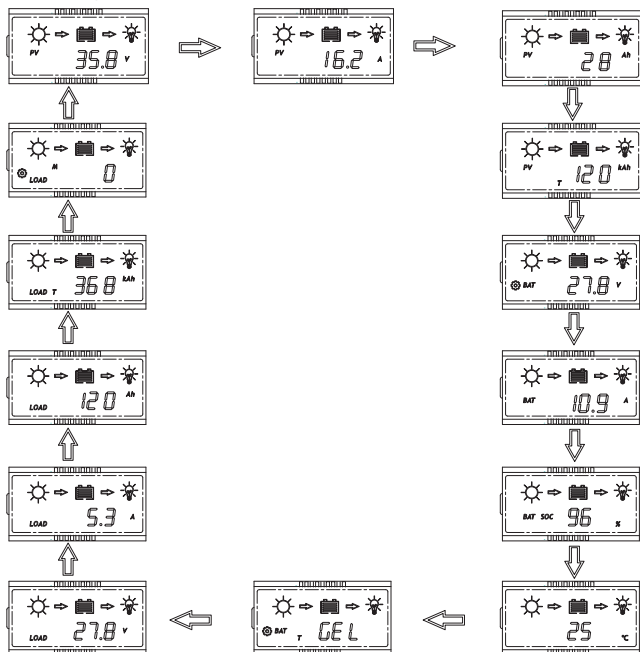 PV 35.8 V
PV 16.2 A
PV 28 Ah
M
LOAD 0
PV T 120 kAh
LOAD T 368 kAh
BAT 27.8 V
LOAD 120 Ah
BAT 10.9 A
LOAD 5.3 A
BAT SOC 96 %
LOAD 27.8 V
BAT T GEL
25 °C